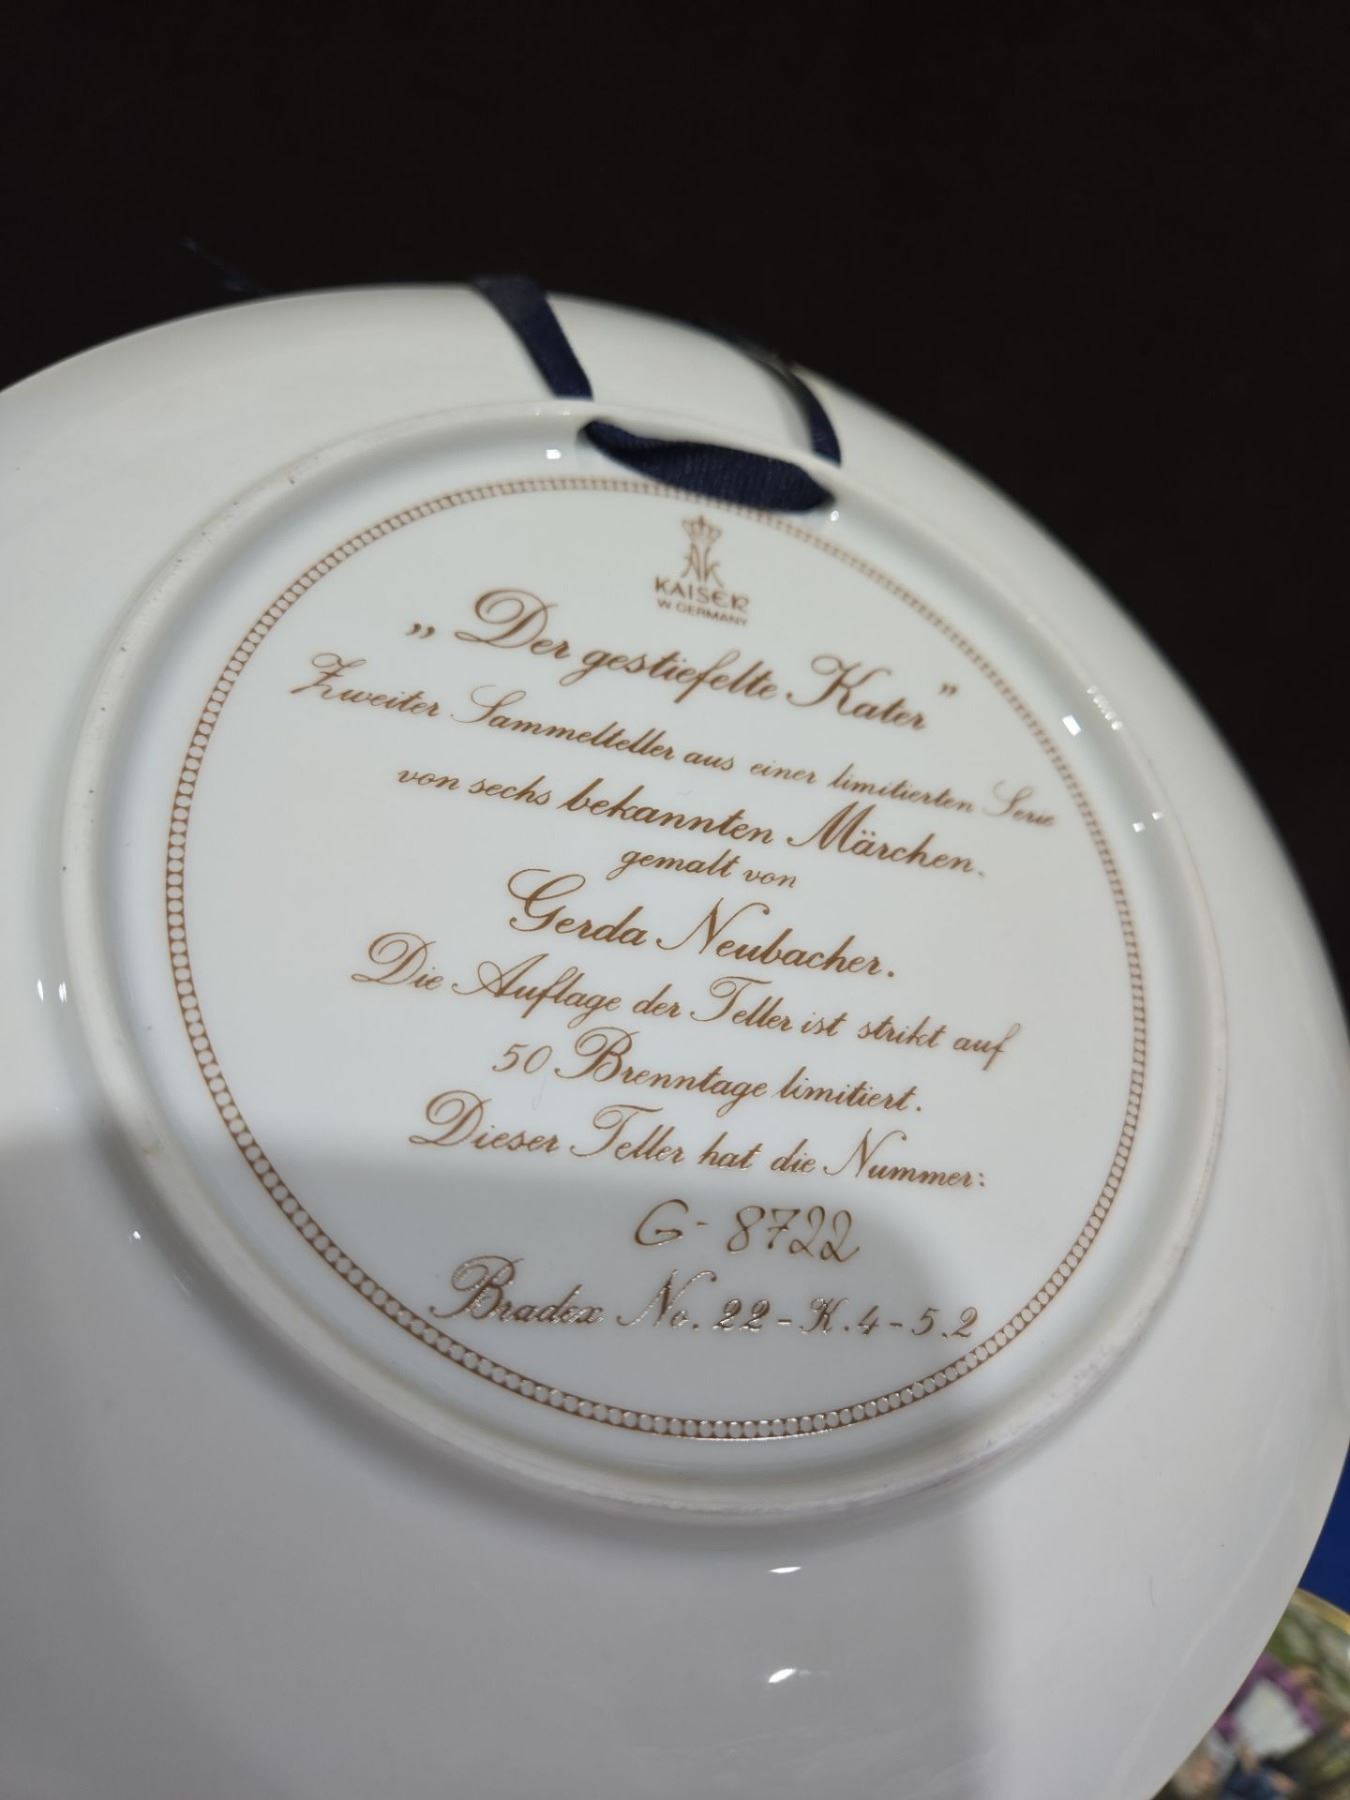 AK
KAISER
W. GERMANY
„Der gestiefelte Kater”
Zweiter Sammelteller aus einer limitierten Serie
von sechs bekannten Märchen.
gemalt von
Gerda Neubacher.
Die Auflage der Teller ist strikt auf
50 Brenntage limitiert.
Dieser Teller hat die Nummer:
G-8722
Bradex No. 22-K.4-5.2